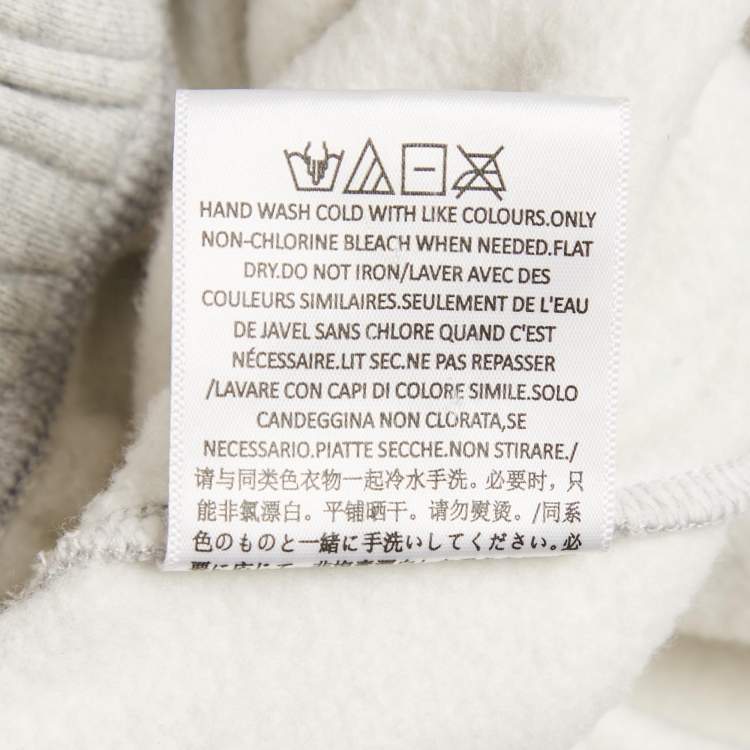 HAND WASH COLD WITH LIKE COLOURS.ONLY
NON-CHLORINE BLEACH WHEN NEEDED.FLAT
DRY.DO NOT IRON/LAVER AVEC DES
COULEURS SIMILAIRES.SEULEMENT DE L'EAU
DE JAVEL SANS CHLORE QUAND C'EST
NÉCESSAIRE.LIT SEC.NE PAS REPASSER
/LAVARE CON CAPI DI COLORE SIMILE.SOLO
CANDEGGINA NON CLORATA,SE
NECESSARIO.PIATTE SECCHE.NON STIRARE./
请与同类色衣物一起冷水手洗。必要时，只
能非氯漂白。平铺晒干。请勿熨烫。/同系
色のものと一緒に手洗いしてください。必